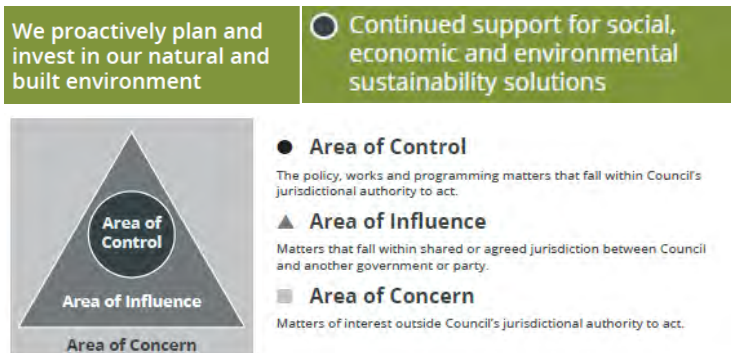 We proactively plan and
invest in our natural and
built environment
Continued support for social,
economic and environmental
sustainability solutions
Area of
Control
Area of Influence
Area of Concern
Area of Control
The policy, works and programming matters that fall within Council's
jurisdictional authority to act.
Area of Influence
Matters that fall within shared or agreed jurisdiction between Council
and another government or party.
Area of Concern
Matters of interest outside Council's jurisdictional authority to act.